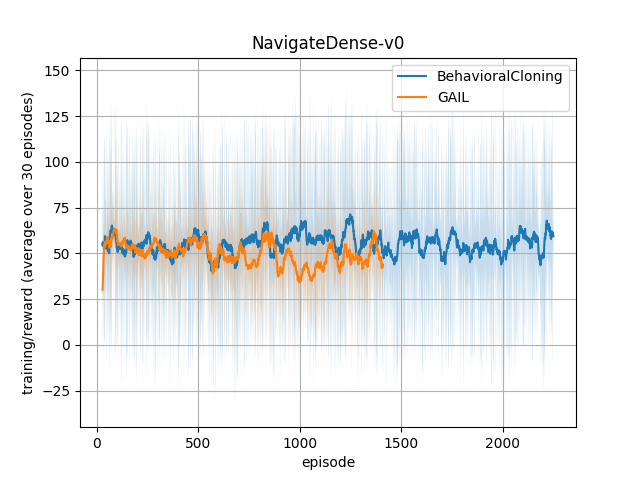 NavigateDense-v0
BehavioralCloning
GAIL
training/reward (average over 30 episodes)
150
125
100
75
50
25
0
−25
0 500 1000 1500 2000
episode